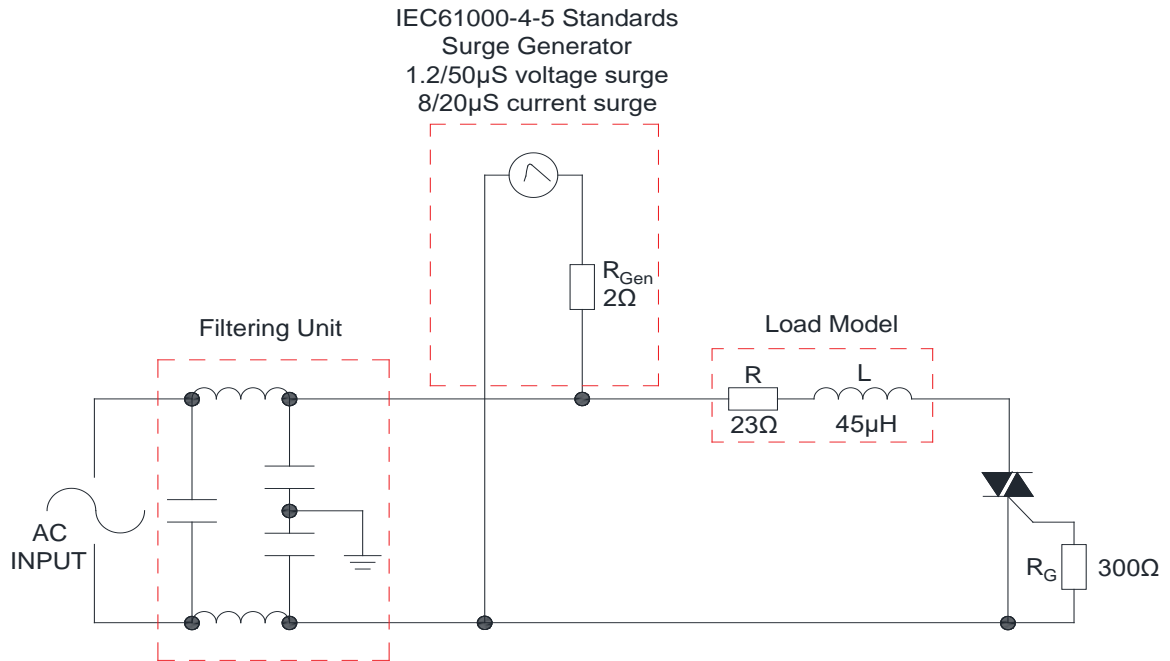 IEC61000-4-5 Standards
Surge Generator
1.2/50µS voltage surge
8/20µS current surge
RGen
2Ω
Filtering Unit
Load Model
R
L
23Ω
45µH
AC
INPUT
RG
300Ω